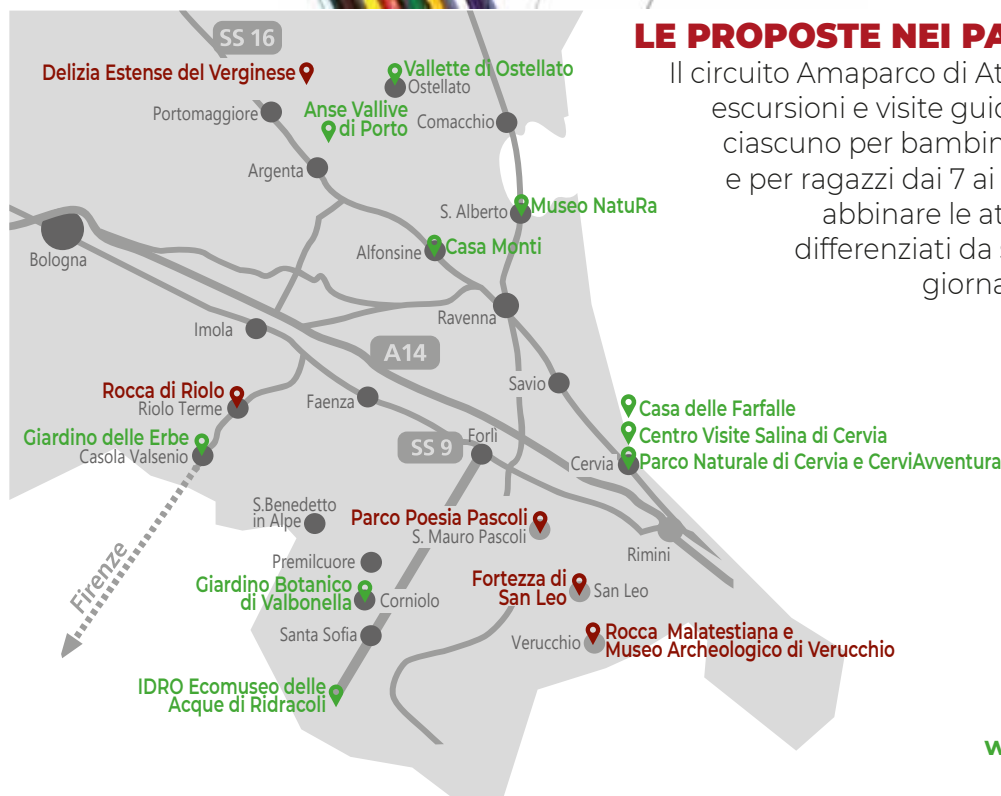 SS 16
LE PROPOSTE NEI PA
Il circuito Amaparco di At
escursioni e visite guid
ciascuno per bambin
e per ragazzi dai 7 ai
abbinare le at
differenziati da s
giorna
Delizia Estense del Verginese
Vallette di Ostellato
Ostellato
Portomaggiore
Anse Vallive
di Porto
Comacchio
Argenta
S. Alberto
Museo NatuRa
Alfonsine
Casa Monti
Bologna
Ravenna
Imola
A14
Savio
Rocca di Riolo
Riolo Terme
Faenza
Casa delle Farfalle
Giardino delle Erbe
Casola Valsenio
SS 9
Forlì
Centro Visite Salina di Cervia
Cervia
Parco Naturale di Cervia e CerviAvventura
S.Benedetto
in Alpe
Parco Poesia Pascoli
S. Mauro Pascoli
Rimini
Firenze
Premilcuore
Giardino Botanico
di Valbonella
Corniolo
Fortezza di
San Leo
San Leo
Santa Sofia
Verucchio
Rocca Malatestiana e
Museo Archeologico di Verucchio
IDRO Ecomuseo delle
Acque di Ridracoli
w